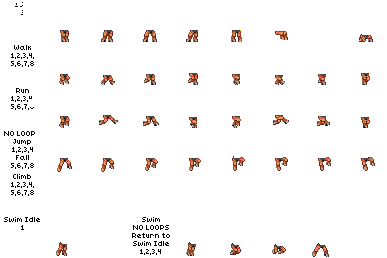 Walk
1,2,3,4,
5,6,7,8
Run
1,2,3,4
5,6,7,8
NO LOOP
Jump
1,2,3,4
Fall
5,6,7,8
Climb
1,2,3,4,
5,6,7,8
Swim Idle
1
Swim
NO LOOPS
Return to
Swim Idle
1,2,3,4